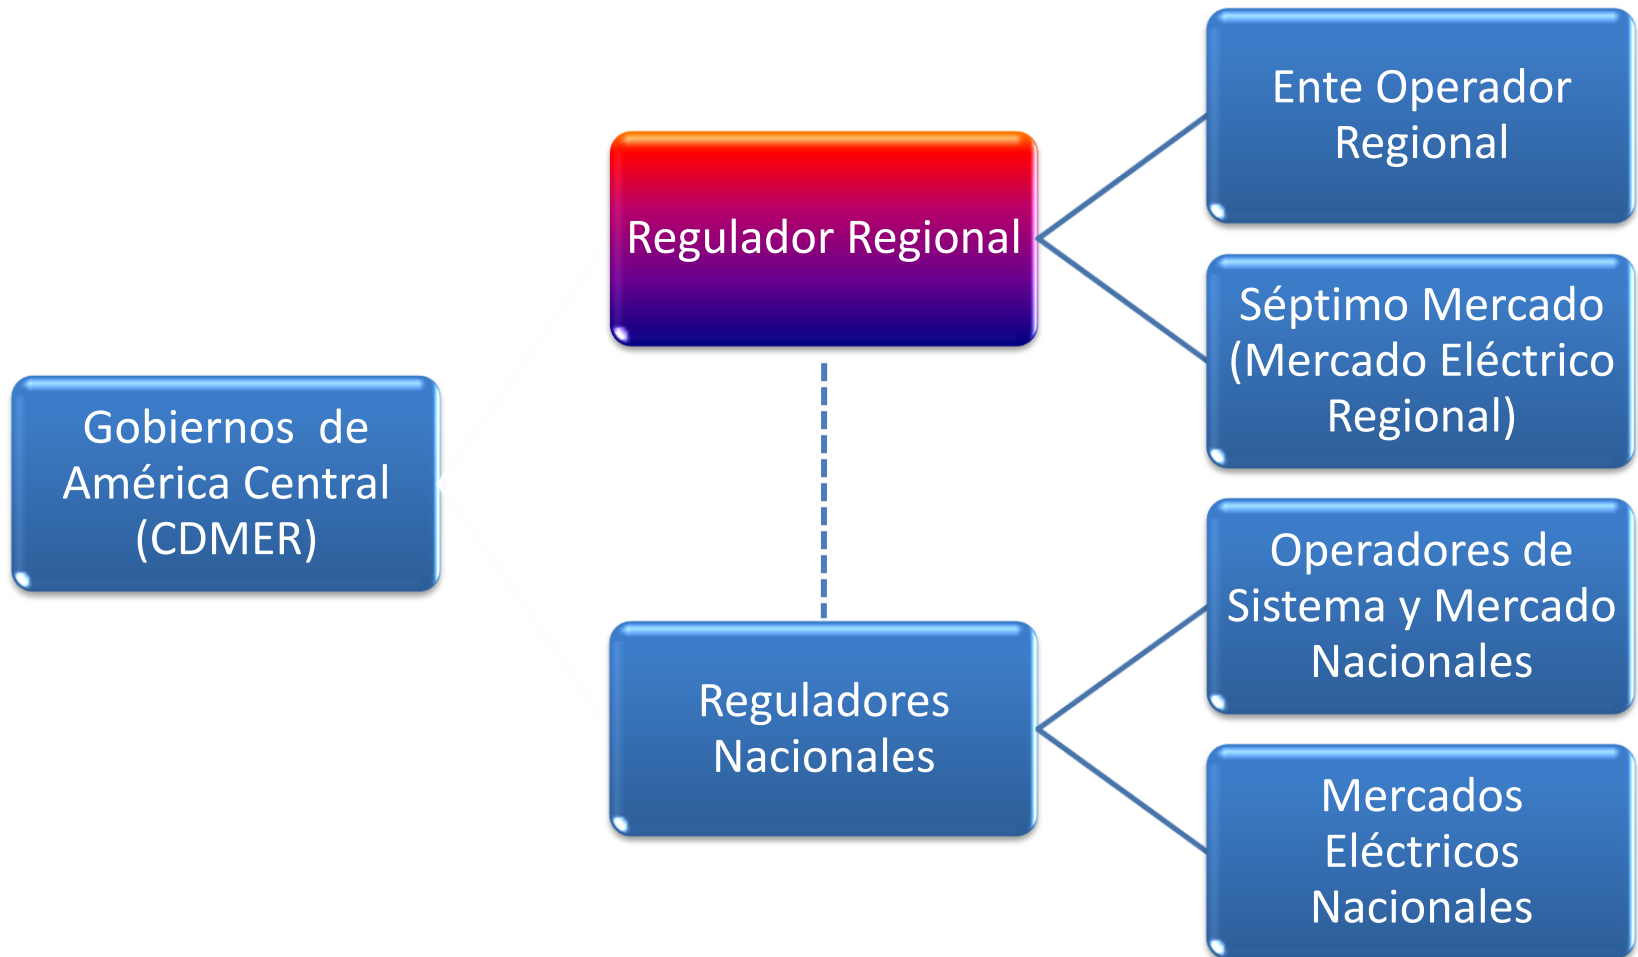 Gobiernos de
América Central
(CDMER)
Regulador Regional
Reguladores
Nacionales
Ente Operador
Regional
Séptimo Mercado
(Mercado Eléctrico
Regional)
Operadores de
Sistema y Mercado
Nacionales
Mercados
Eléctricos
Nacionales